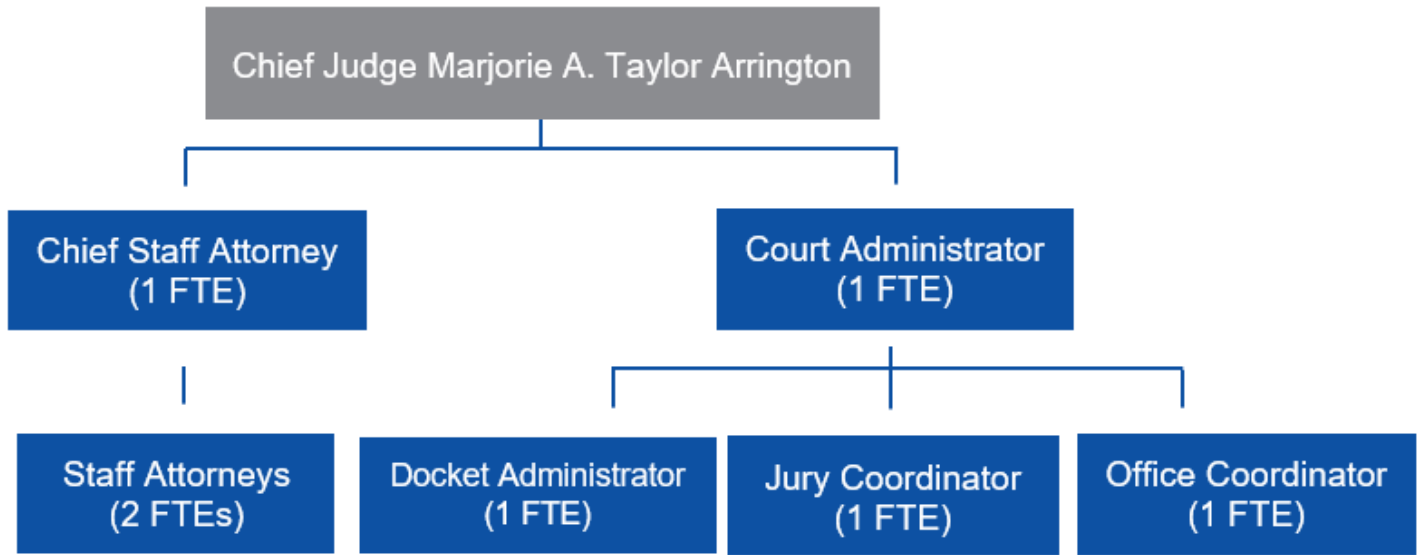 Chief Judge Marjorie A. Taylor Arrington
Chief Staff Attorney
(1 FTE)
Court Administrator
(1 FTE)
Staff Attorneys
(2 FTEs)
Docket Administrator
(1 FTE)
Jury Coordinator
(1 FTE)
Office Coordinator
(1 FTE)